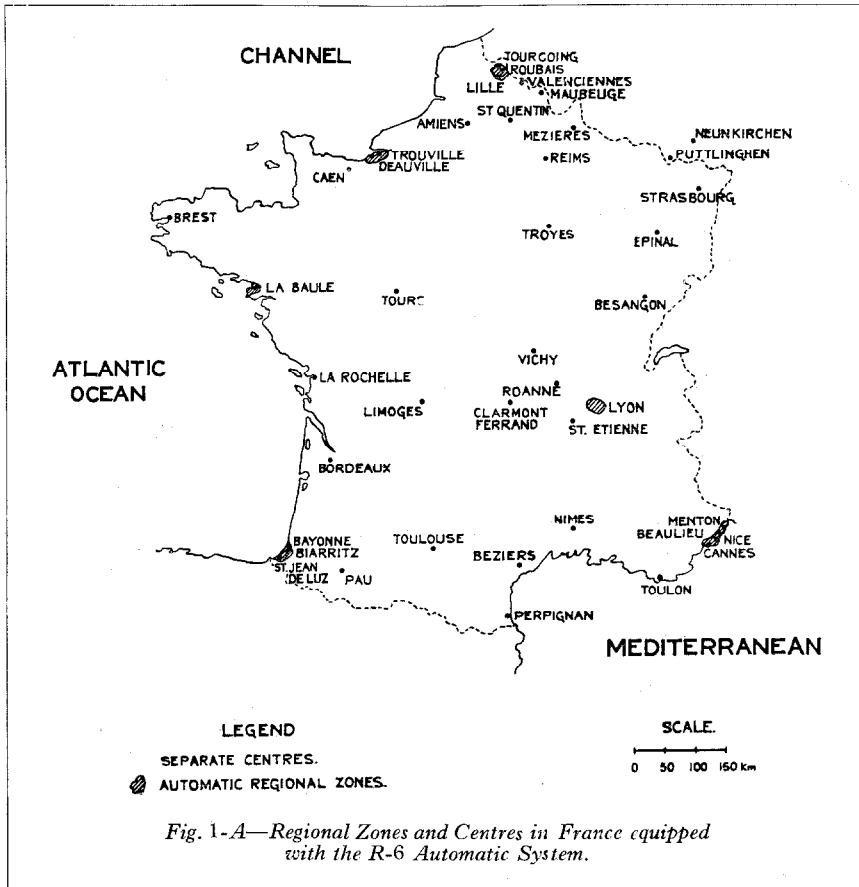 CHANNEL
TOURCOING
ROUBAIS
LILLE
VALENCIENNES
MAUBEUGE
ST QUENTIN
AMIENS
MEZIERES
NEUNKIRCHEN
TROUVILLE
DEAUVILLE
REIMS
PUTTLINGHEN
CAEN
STRASBOURG
BREST
TROYES
EPINAL
LA BAULE
TOURS
BESANGON
ATLANTIC
OCEAN
VICHY
LA ROCHELLE
ROANNE
LYON
LIMOGES
CLARMONT
FERRAND
ST. ETIENNE
BORDEAUX
NIMES
MENTON
BEAULIEU
NICE
CANNES
BAYONNE
BIARRITZ
ST. JEAN
DE LUZ
TOULOUSE
BEZIERS
PAU
TOULON
PERPIGNAN
MEDITERRANEAN
LEGEND
SEPARATE CENTRES.
AUTOMATIC REGIONAL ZONES.
SCALE.
0 50 100 150 km
Fig. 1-A—Regional Zones and Centres in France equipped
with the R-6 Automatic System.